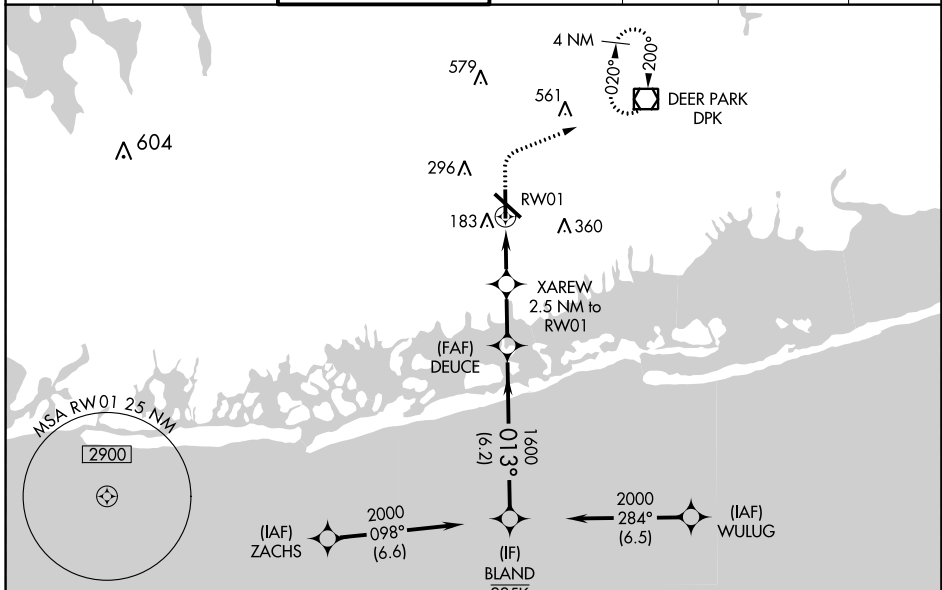 4 NM
020°
200°
DEER PARK
DPK
579
561
604
296
RW01
183
360
XAREW
2.5 NM to
RW01
(FAF)
DEUCE
MSA RW01 25 NM
2900
1600
013°
(6.2)
(IAF)
ZACHS
2000
098°
(6.6)
(IF)
BLAND
2000
284°
(6.5)
(IAF)
WULUG